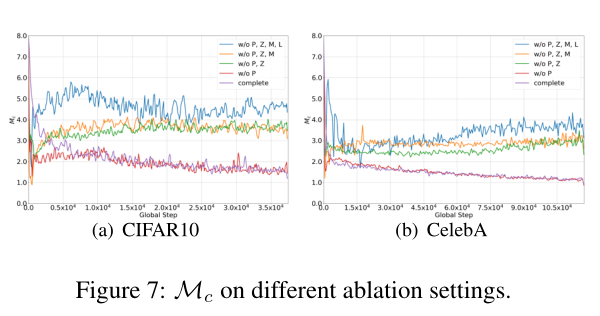 8.0
7.0
6.0
5.0
4.0
3.0
2.0
1.0
0.0
M_c
w/o P, Z, M, L
w/o P, Z, M
w/o P, Z
w/o P
complete
0.0 0.5x10⁴ 1.0x10⁴ 1.5x10⁴ 2.0x10⁴ 2.5x10⁴ 3.0x10⁴ 3.5x10⁴
Global Step
(a) CIFAR10
8.0
7.0
6.0
5.0
4.0
3.0
2.0
1.0
0.0
M_c
w/o P, Z, M, L
w/o P, Z, M
w/o P, Z
w/o P
complete
0.0 1.5x10⁴ 3.0x10⁴ 4.5x10⁴ 6.0x10⁴ 7.5x10⁴ 9.0x10⁴ 10.5x10⁴
Global Step
(b) CelebA
Figure 7: ℳ_c on different ablation settings.